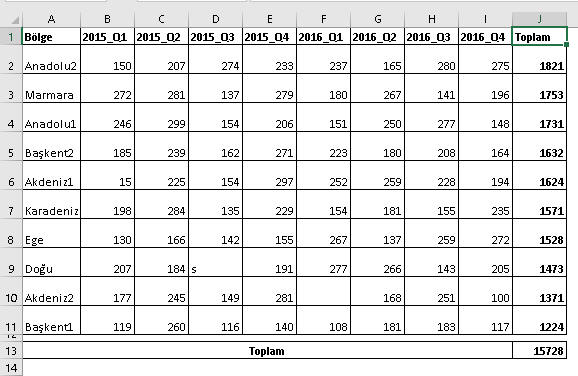 A B C D E F G H I J
1 Bölge 2015_Q1 2015_Q2 2015_Q3 2015_Q4 2016_Q1 2016_Q2 2016_Q3 2016_Q4 Toplam
2 Anadolu2 150 207 274 233 237 165 280 275 1821
3 Marmara 272 281 137 279 180 267 141 196 1753
4 Anadolu1 246 299 154 206 151 250 277 148 1731
5 Başkent2 185 239 162 271 223 180 208 164 1632
6 Akdeniz1 15 225 154 297 252 259 228 194 1624
7 Karadeniz 198 284 135 229 154 181 155 235 1571
8 Ege 130 166 142 155 267 137 259 272 1528
9 Doğu 207 184 s 191 277 266 143 205 1473
10 Akdeniz2 177 245 149 281 168 251 100 1371
11 Başkent1 119 260 116 140 108 181 183 117 1224
12
13 Toplam 15728
14